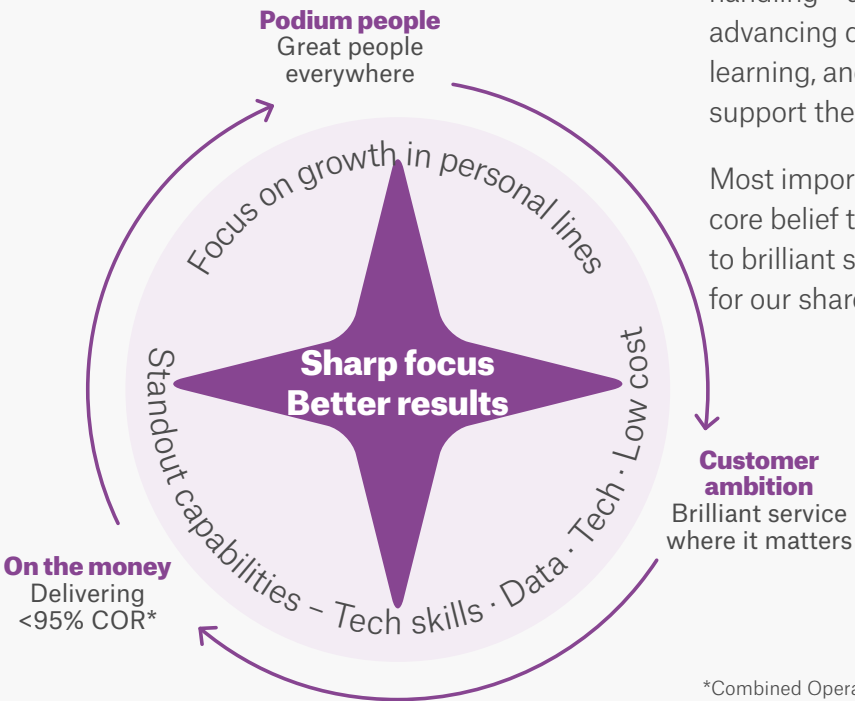 Podium people
Great people
everywhere
advancing
learning, an
support the
Most impor
core belief t
to brilliant s
for our share
Focus on growth in personal lines
Sharp focus
Better results
Standout capabilities – Tech skills · Data · Tech · Low cost
Customer
ambition
Brilliant service
where it matters
On the money
Delivering
<95% COR*
*Combined Opera